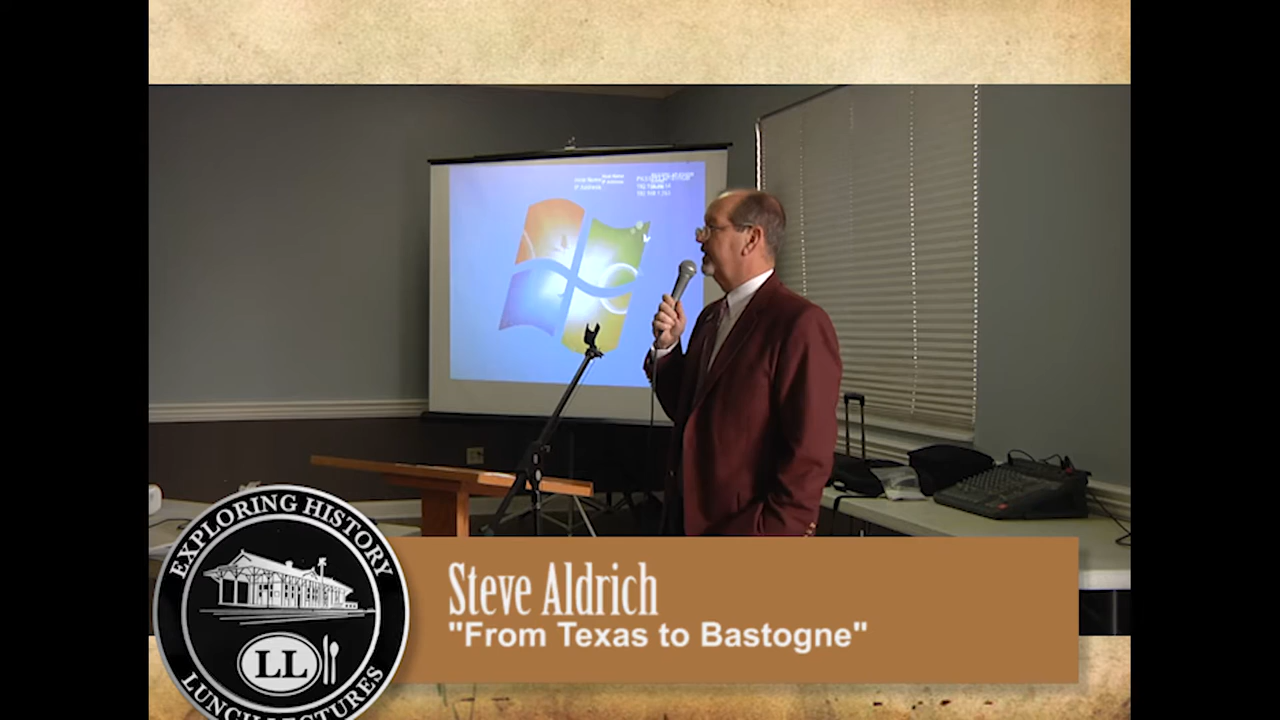 Steve Aldrich
"From Texas to Bastogne"
EXPLORING HISTORY
LL
LUNCH LECTURES